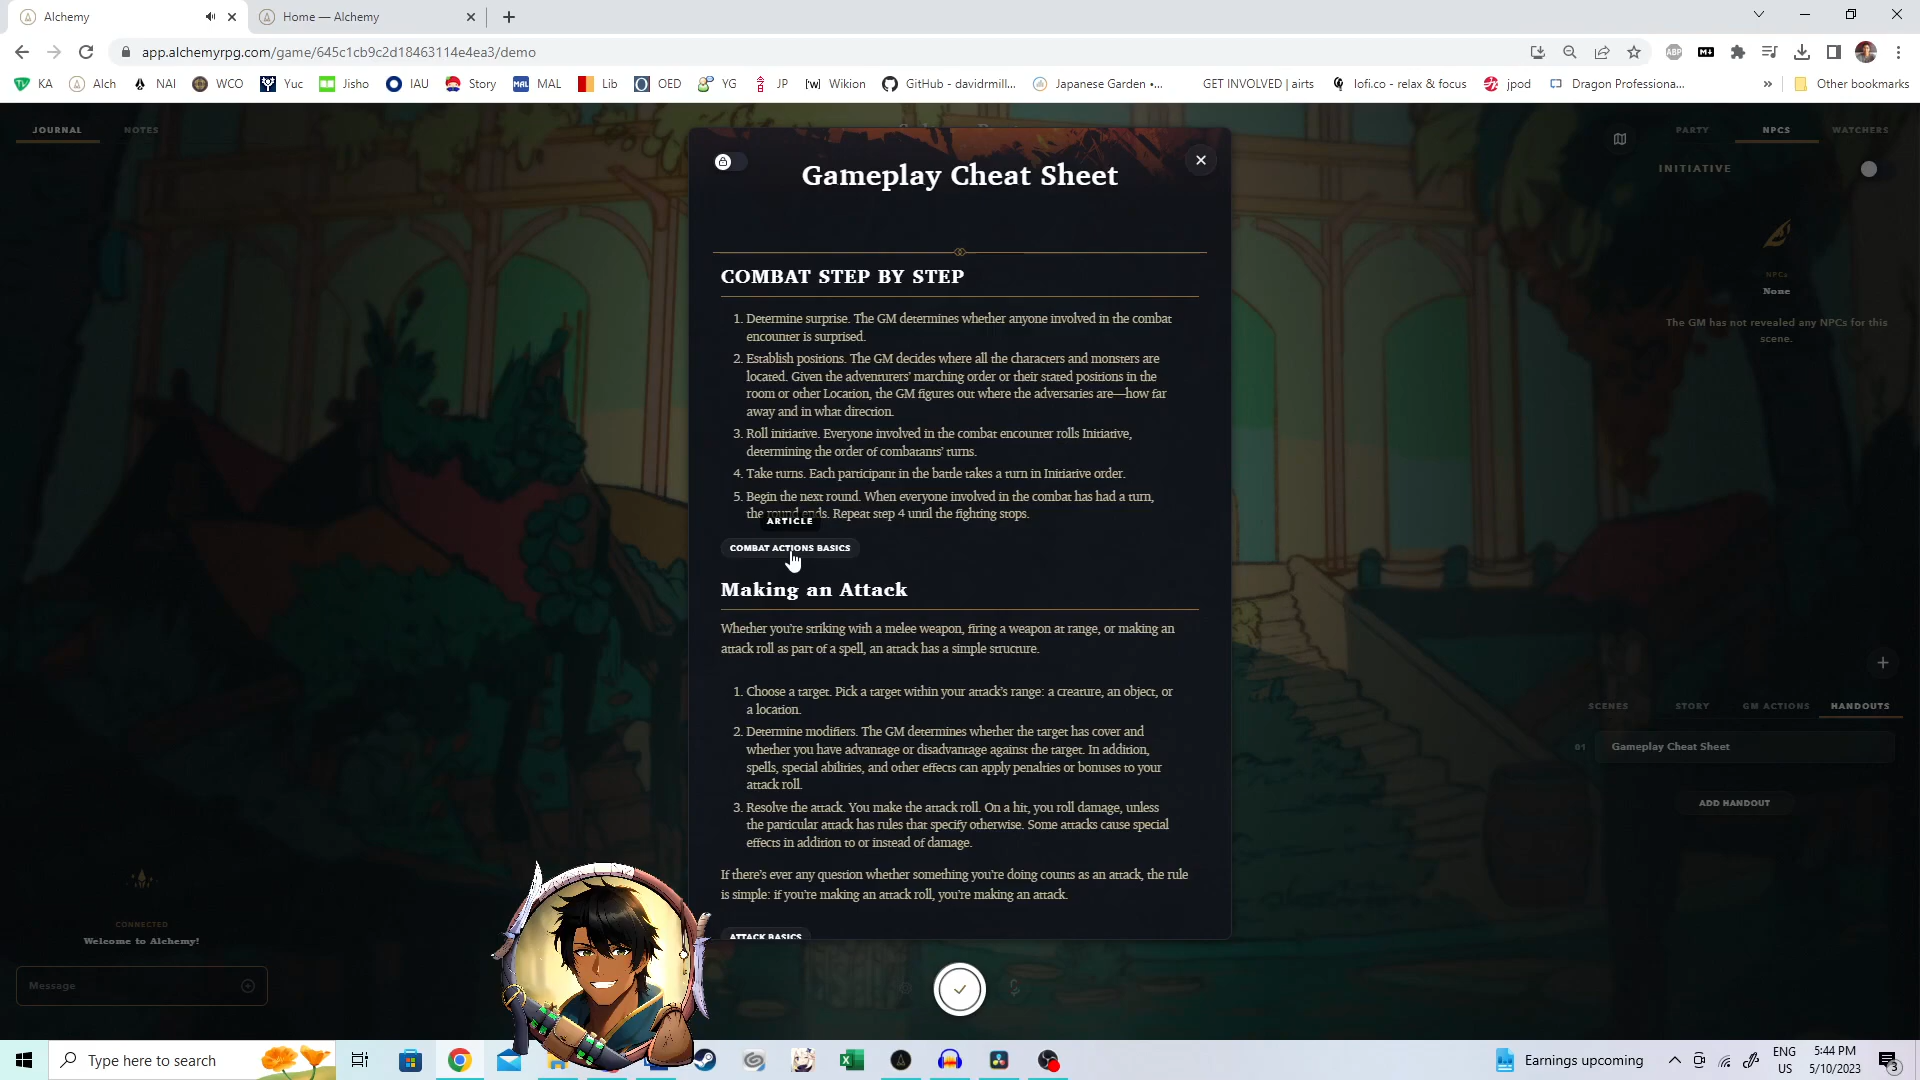 Alchemy
Home — Alchemy
app.alchemyrpg.com/game/645c1cb9c2d18463114e4ea3/demo
KA
Alch
NAI
WCO
Yuc
Jisho
IAU
Story
MAL
Lib
OED
YG
JP
Wikion
GitHub - davidrmill...
Japanese Garden •...
GET INVOLVED | airts
lofi.co - relax & focus
jpod
Dragon Professiona...
»
Other bookmarks
JOURNAL
NOTES
PARTY
NPCS
WATCHERS
INITIATIVE
Gameplay Cheat Sheet
COMBAT STEP BY STEP
1. Determine surprise. The GM determines whether anyone involved in the combat
encounter is surprised.
2. Establish positions. The GM decides where all the characters and monsters are
located. Given the adventurers' marching order or their stated positions in the
room or other Location, the GM figures out where the adversaries are—how far
away and in what direction.
3. Roll initiative. Everyone involved in the combat encounter rolls Initiative,
determining the order of combatants' turns.
4. Take turns. Each participant in the battle takes a turn in Initiative order.
5. Begin the next round. When everyone involved in the combat has had a turn,
the round ends. Repeat step 4 until the fighting stops.
ARTICLE
COMBAT ACTIONS BASICS
Making an Attack
Whether you're striking with a melee weapon, firing a weapon at range, or making an
attack roll as part of a spell, an attack has a simple structure.
1. Choose a target. Pick a target within your attack's range: a creature, an object, or
a location.
2. Determine modifiers. The GM determines whether the target has cover and
whether you have advantage or disadvantage against the target. In addition,
spells, special abilities, and other effects can apply penalties or bonuses to your
attack roll.
3. Resolve the attack. You make the attack roll. On a hit, you roll damage, unless
the particular attack has rules that specify otherwise. Some attacks cause special
effects in addition to or instead of damage.
If there's ever any question whether something you're doing counts as an attack, the rule
is simple: if you're making an attack roll, you're making an attack.
ATTACK BASICS
NPCs
None
The GM has not revealed any NPCs for this
scene.
SCENES
STORY
GM ACTIONS
HANDOUTS
01
Gameplay Cheat Sheet
ADD HANDOUT
CONNECTED
Welcome to Alchemy!
Message
Type here to search
Earnings upcoming
ENG
US
5:44 PM
5/10/2023
3